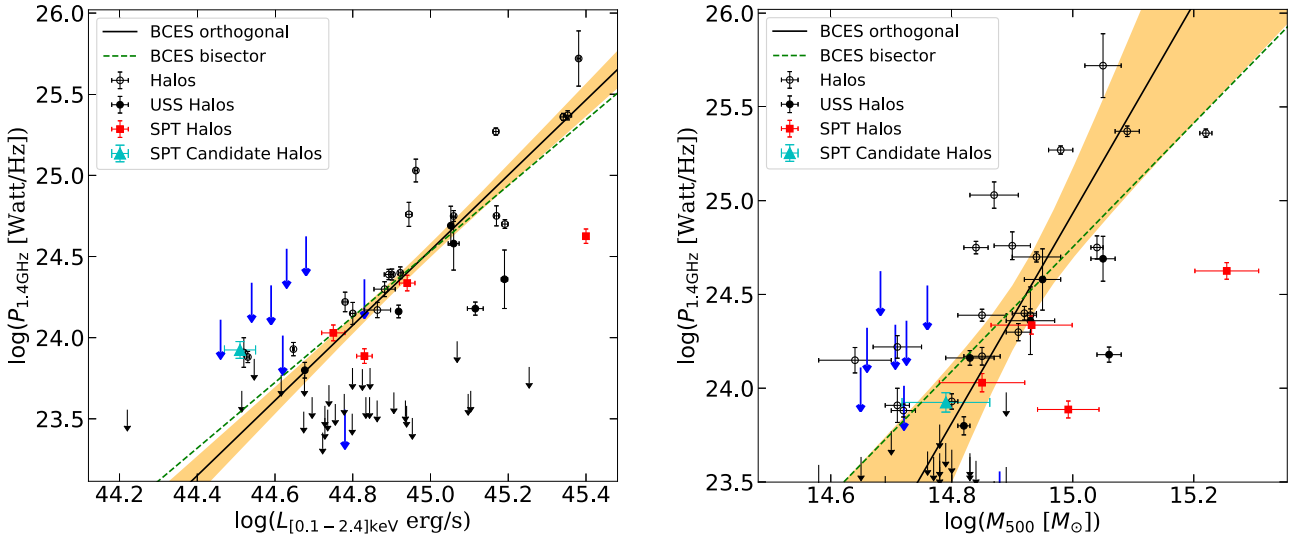 26.0
25.5
25.0
24.5
24.0
23.5
44.2 44.4 44.6 44.8 45.0 45.2 45.4
log(P1.4GHz [Watt/Hz])
log(L[0.1−2.4]keV erg/s)
BCES orthogonal
BCES bisector
Halos
USS Halos
SPT Halos
SPT Candidate Halos
26.0
25.5
25.0
24.5
24.0
23.5
14.6 14.8 15.0 15.2
log(P1.4GHz [Watt/Hz])
log(M500 [M⊙])
BCES orthogonal
BCES bisector
Halos
USS Halos
SPT Halos
SPT Candidate Halos